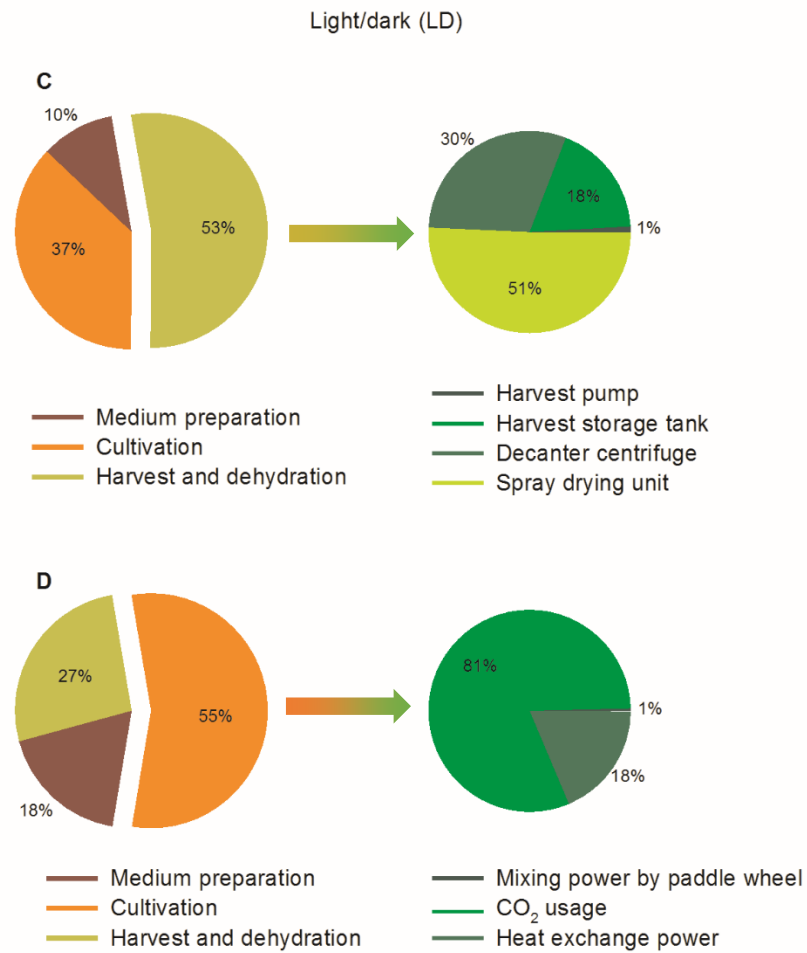 Light/dark (LD)
C
10%
37%
53%
30%
18%
1%
51%
Medium preparation
Cultivation
Harvest and dehydration
Harvest pump
Harvest storage tank
Decanter centrifuge
Spray drying unit
D
27%
18%
55%
81%
1%
18%
Medium preparation
Cultivation
Harvest and dehydration
Mixing power by paddle wheel
CO₂ usage
Heat exchange power